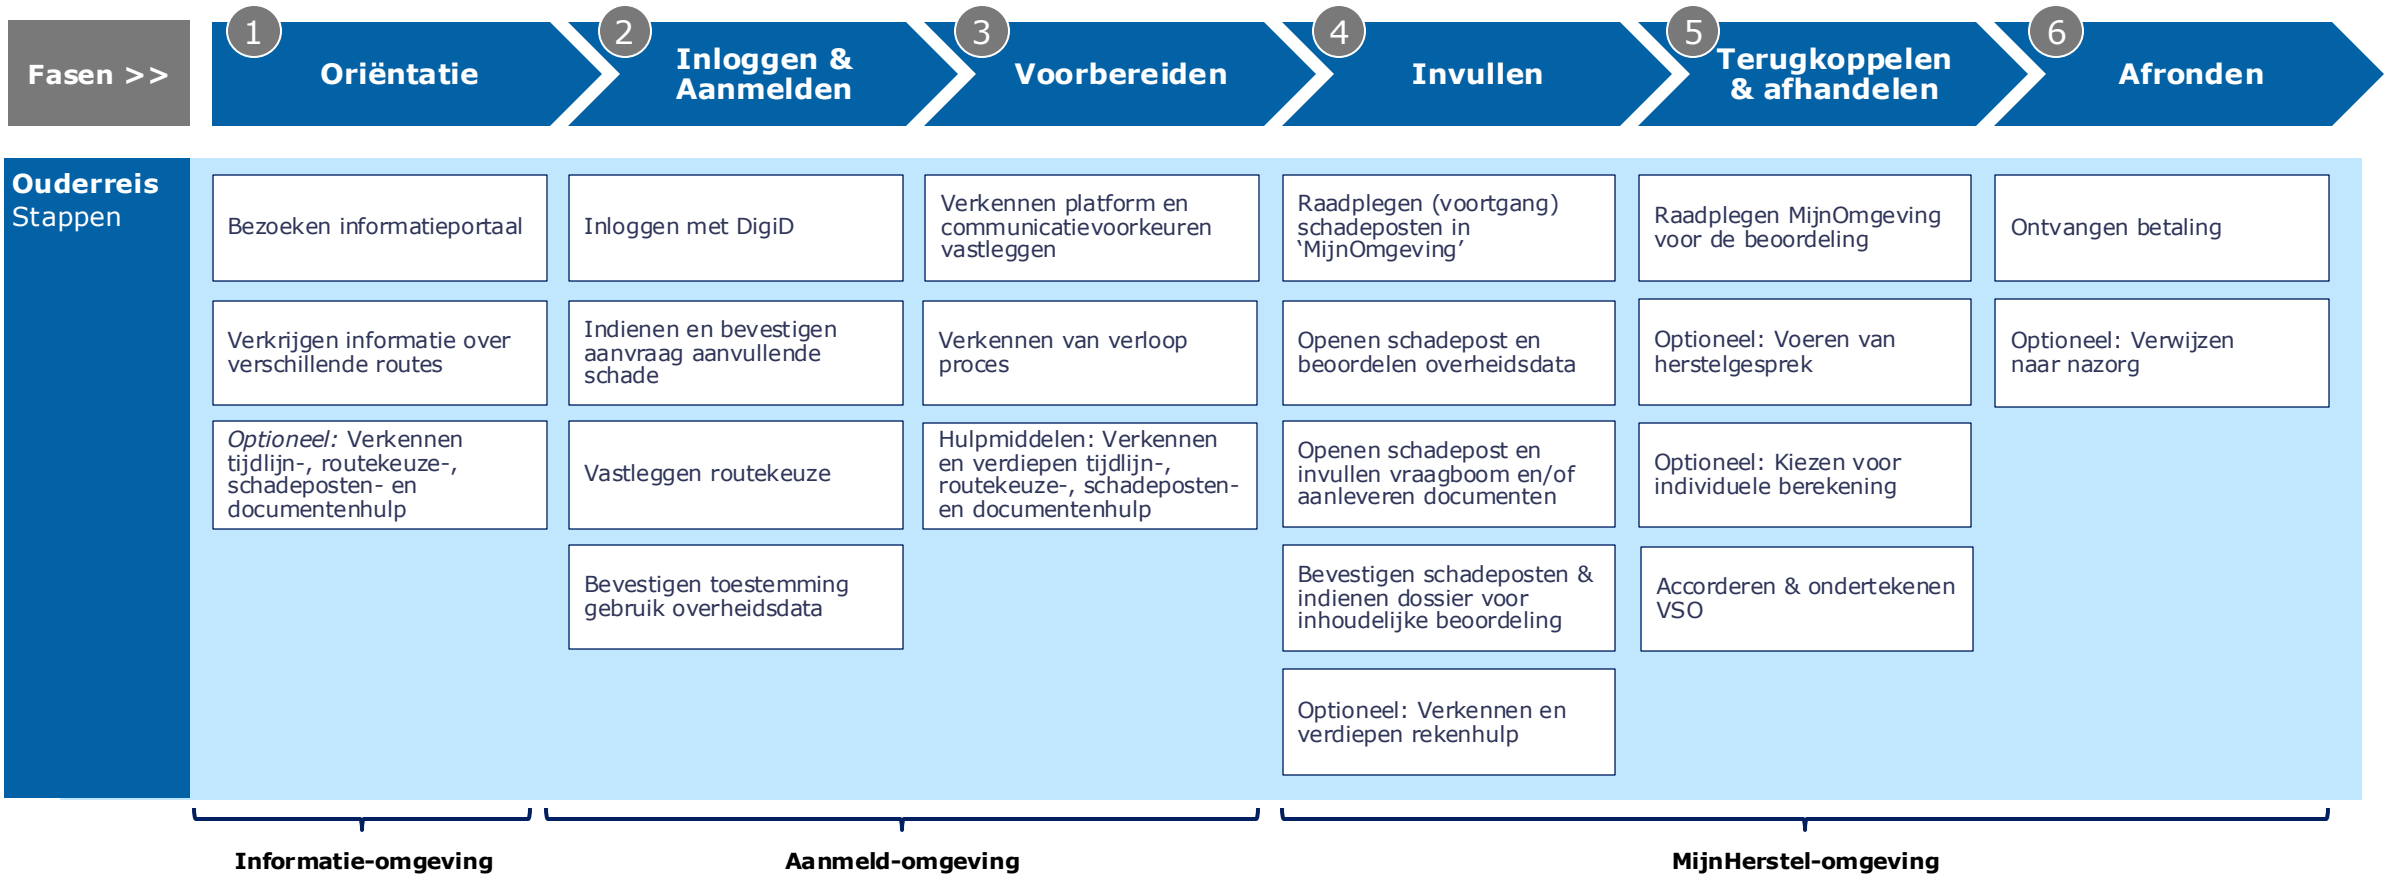 Fasen >>
1
Oriëntatie
2
Inloggen &
Aanmelden
3
Voorbereiden
4
Invullen
5
Terugkoppelen
& afhandelen
6
Afronden
Ouderreis
Stappen
Bezoeken informatieportaal
Verkrijgen informatie over
verschillende routes
Optioneel: Verkennen
tijdlijn-, routekeuze-,
schadeposten- en
documentenhulp
Inloggen met DigiD
Indienen en bevestigen
aanvraag aanvullende
schade
Vastleggen routekeuze
Bevestigen toestemming
gebruik overheidsdata
Verkennen platform en
communicatievoorkeuren
vastleggen
Verkennen van verloop
proces
Hulpmiddelen: Verkennen
en verdiepen tijdlijn-,
routekeuze-, schadeposten-
en documentenhulp
Raadplegen (voortgang)
schadeposten in
‘MijnOmgeving’
Openen schadepost en
beoordelen overheidsdata
Openen schadepost en
invullen vraagboom en/of
aanleveren documenten
Bevestigen schadeposten &
indienen dossier voor
inhoudelijke beoordeling
Optioneel: Verkennen en
verdiepen rekenhulp
Raadplegen MijnOmgeving
voor de beoordeling
Optioneel: Voeren van
herstelgesprek
Optioneel: Kiezen voor
individuele berekening
Accorderen & ondertekenen
VSO
Ontvangen betaling
Optioneel: Verwijzen
naar nazorg
Informatie-omgeving
Aanmeld-omgeving
MijnHerstel-omgeving